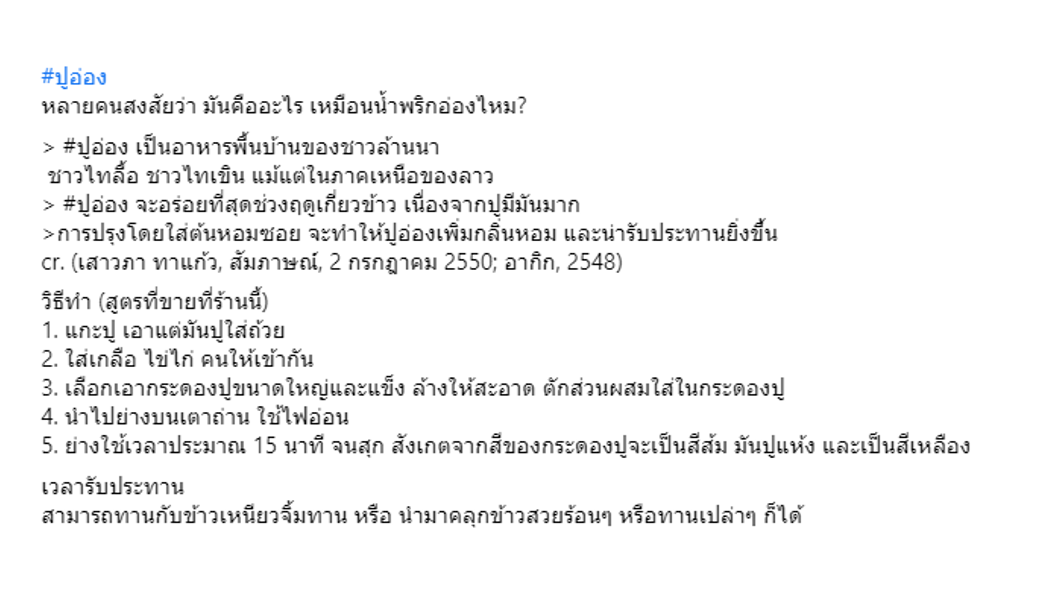 #ปูอ่อง
หลายคนสงสัยว่า มันคืออะไร เหมือนน้ำพริกอ่องไหม?
> #ปูอ่อง เป็นอาหารพื้นบ้านของชาวล้านนา
ชาวไทลื้อ ชาวไทเขิน แม้แต่ในภาคเหนือของลาว
> #ปูอ่อง จะอร่อยที่สุดช่วงฤดูเกี่ยวข้าว เนื่องจากปูมีมันมาก
>การปรุงโดยใส่ต้นหอมซอย จะทำให้ปูอ่องเพิ่มกลิ่นหอม และน่ารับประทานยิ่งขึ้น
cr. (เสาวภา ทาแก้ว, สัมภาษณ์, 2 กรกฎาคม 2550; อากิก, 2548)
วิธีทำ (สูตรที่ขายที่ร้านนี้)
1. แกะปู เอาแต่มันปูใส่ถ้วย
2. ใส่เกลือ ไข่ไก่ คนให้เข้ากัน
3. เลือกเอากระดองปูขนาดใหญ่และแข็ง ล้างให้สะอาด ตักส่วนผสมใส่ในกระดองปู
4. นำไปย่างบนเตาถ่าน ใช้ไฟอ่อน
5. ย่างใช้เวลาประมาณ 15 นาที จนสุก สังเกตจากสีของกระดองปูจะเป็นสีส้ม มันปูแห้ง และเป็นสีเหลือง
เวลารับประทาน
สามารถทานกับข้าวเหนียวจิ้มทาน หรือ นำมาคลุกข้าวสวยร้อนๆ หรือทานเปล่าๆ ก็ได้